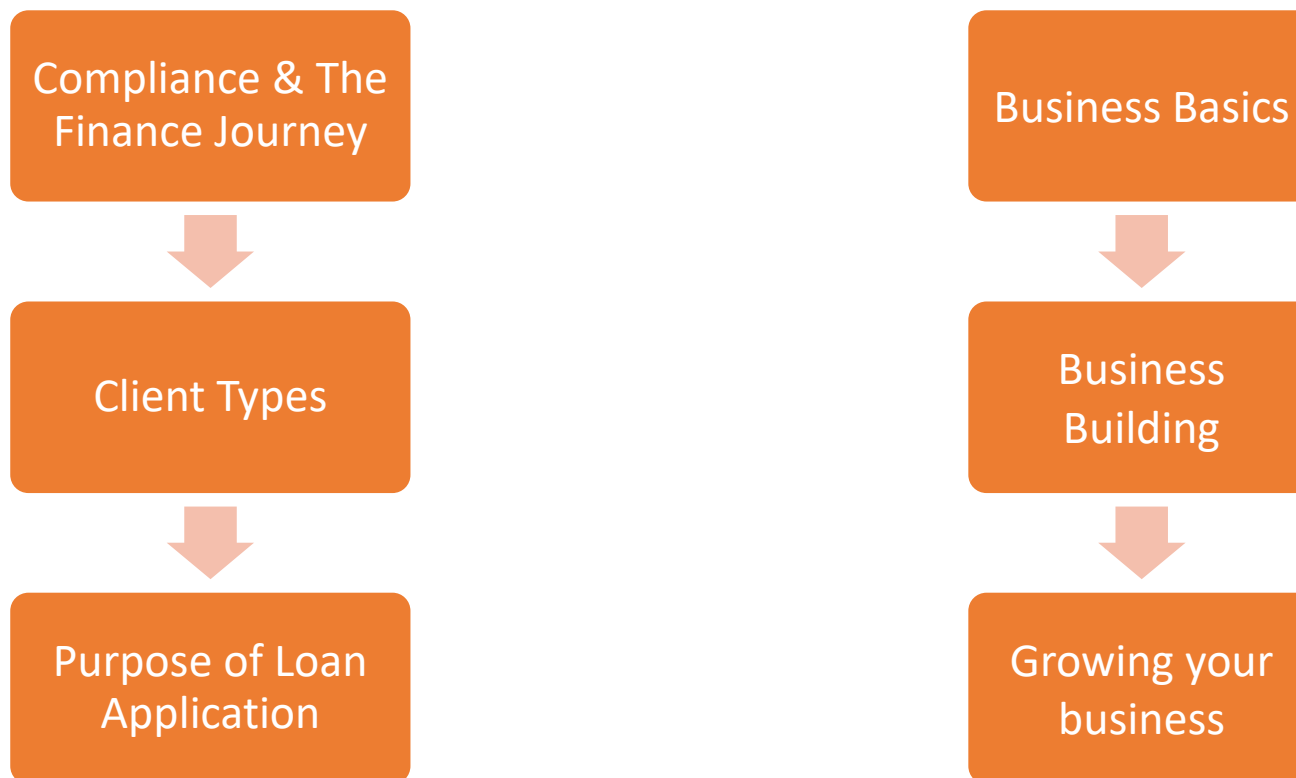 Compliance & The
Finance Journey
Client Types
Purpose of Loan
Application
Business Basics
Business
Building
Growing your
business